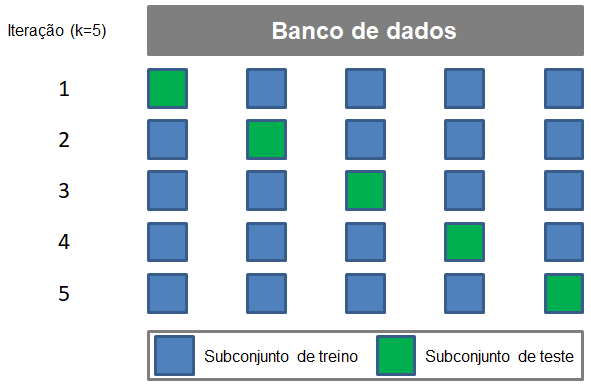 Iteração (k=5)
Banco de dados
1
2
3
4
5
Subconjunto de treino
Subconjunto de teste